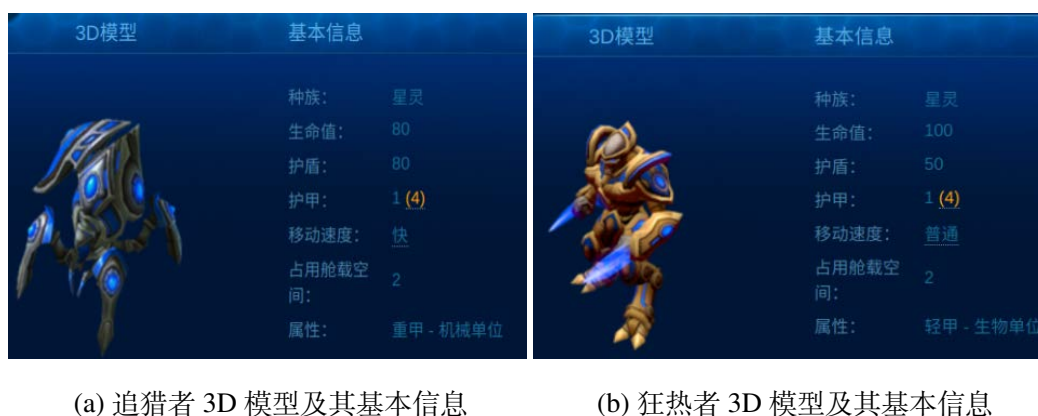 3D模型 基本信息
种族: 星灵
生命值: 80
护盾: 80
护甲: 1 (4)
移动速度: 快
占用舱载空
间: 2
属性: 重甲 - 机械单位
(a) 追猎者 3D 模型及其基本信息
3D模型 基本信息
种族: 星灵
生命值: 100
护盾: 50
护甲: 1 (4)
移动速度: 普通
占用舱载空
间: 2
属性: 轻甲 - 生物单位
(b) 狂热者 3D 模型及其基本信息